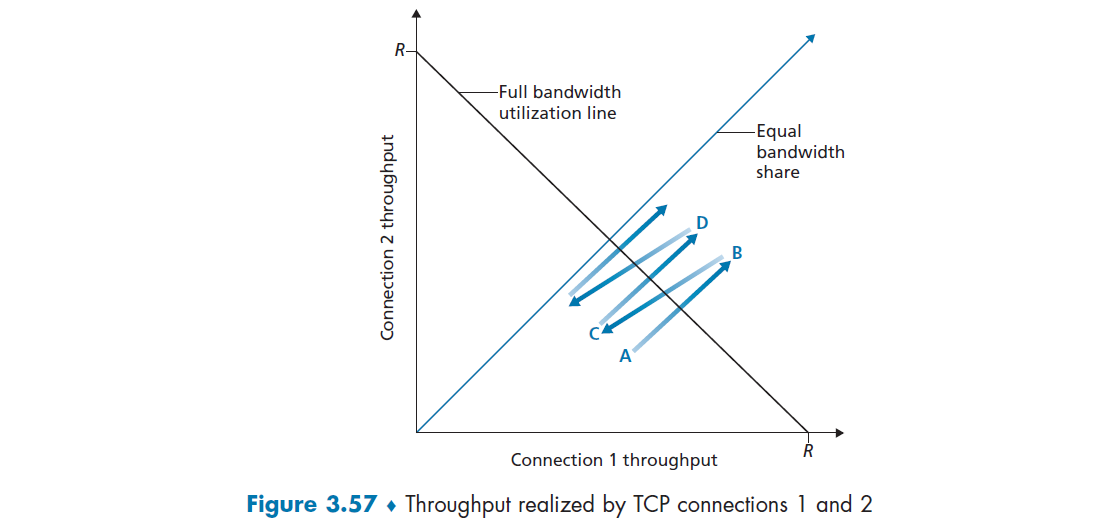 R
Full bandwidth
utilization line
Equal
bandwidth
share
Connection 2 throughput
D
B
C
A
R
Connection 1 throughput
Figure 3.57 ♦ Throughput realized by TCP connections 1 and 2